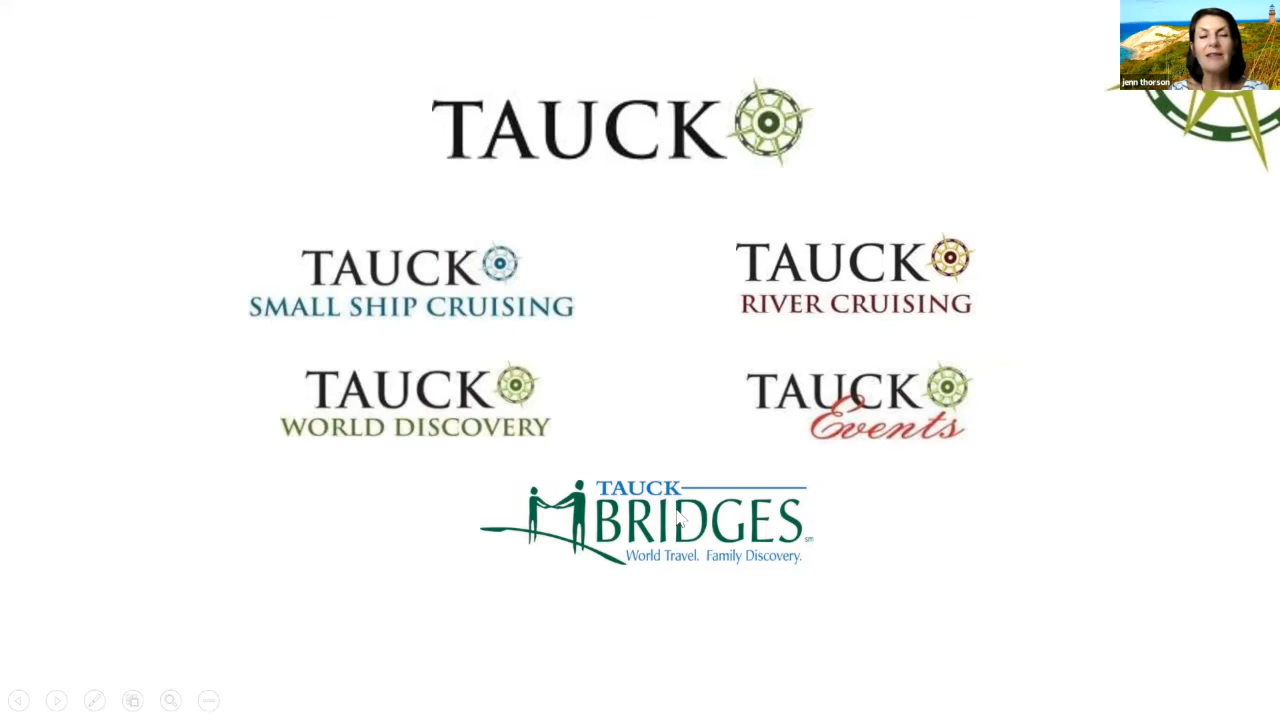 jenn thorson
TAUCK
TAUCK
SMALL SHIP CRUISING
TAUCK
RIVER CRUISING
TAUCK
WORLD DISCOVERY
TAUCK
Events
TAUCK
BRIDGES
SM
World Travel. Family Discovery.